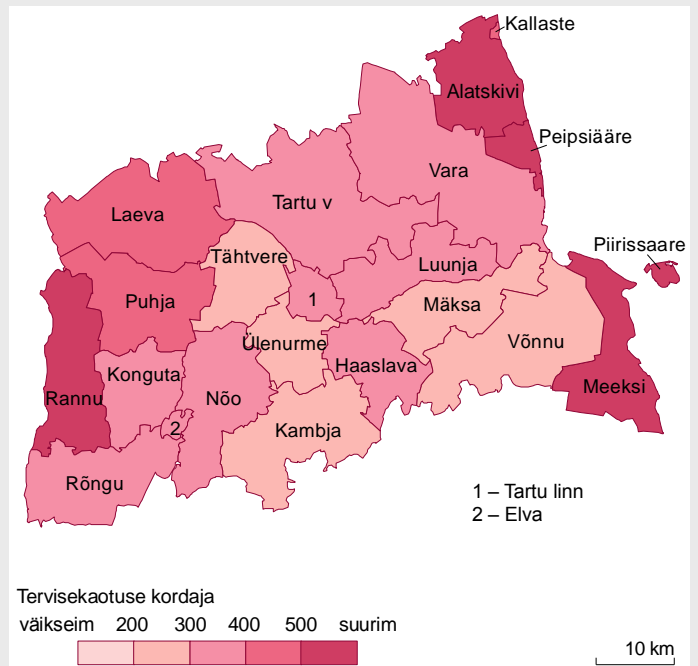 Kallaste
Alatskivi
Peipsiääre
Vara
Tartu v
Laeva
Piirissaare
Tähtvere
Luunja
Puhja
1
Mäksa
Ülenurme
Võnnu
Haaslava
Konguta
Meeksi
Rannu
Nõo
2
Kambja
Rõngu
1 – Tartu linn
2 – Elva
Tervisekaotuse kordaja
väikseim 200 300 400 500 suurim
10 km